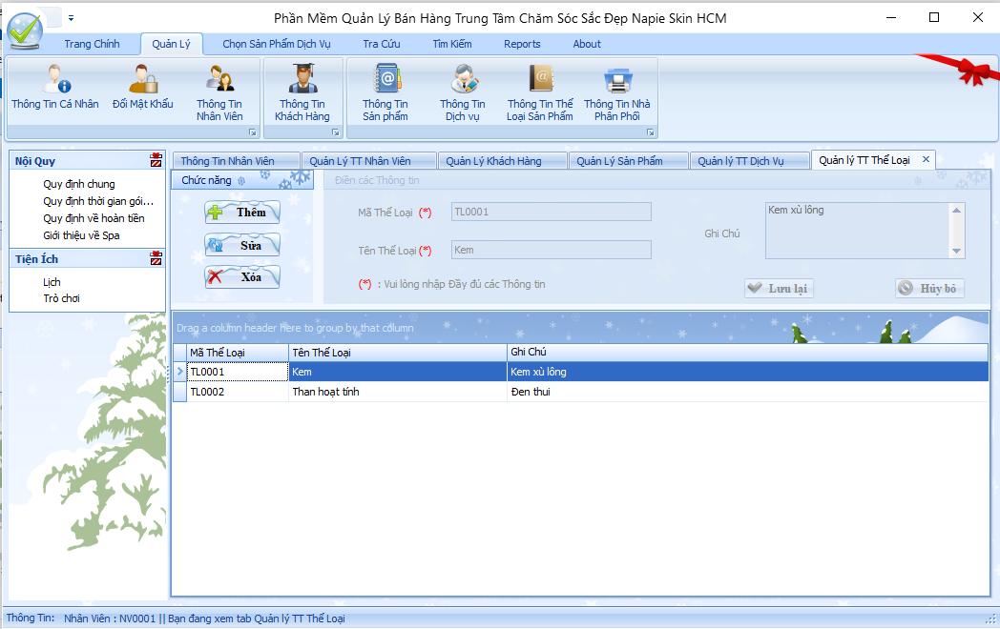 Phần Mềm Quản Lý Bán Hàng Trung Tâm Chăm Sóc Sắc Đẹp Napie Skin HCM
Trang Chính Quản Lý Chọn Sản Phẩm Dịch Vụ Tra Cứu Tìm Kiếm Reports About
Thông Tin Cá Nhân Đổi Mật Khẩu Thông Tin Nhân Viên Thông Tin Khách Hàng Thông Tin Sản phẩm Thông Tin Dịch vụ Thông Tin Thể Loại Sản Phẩm Thông Tin Nhà Phân Phối
Nội Quy
Quy định chung
Quy định thời gian gói...
Quy định về hoàn tiền
Giới thiệu về Spa
Tiện Ích
Lịch
Trò chơi
Thông Tin Nhân Viên Quản Lý TT Nhân Viên Quản Lý Khách Hàng Quản Lý Sản Phẩm Quản lý TT Dịch Vụ Quản lý TT Thể Loại
Chức năng
Thêm
Sửa
Xóa
Điền các Thông tin
Mã Thể Loại (*) TL0001
Tên Thể Loại (*) Kem
Ghi Chú Kem xù lông
(*) : Vui lòng nhập Đầy đủ các Thông tin
Lưu lại Hủy bỏ
Drag a column header here to group by that column
Mã Thể Loại Tên Thể Loại Ghi Chú
TL0001 Kem Kem xù lông
TL0002 Than hoạt tính Đen thui
Thông Tin: Nhân Viên : NV0001 || Bạn đang xem tab Quản lý TT Thể Loại